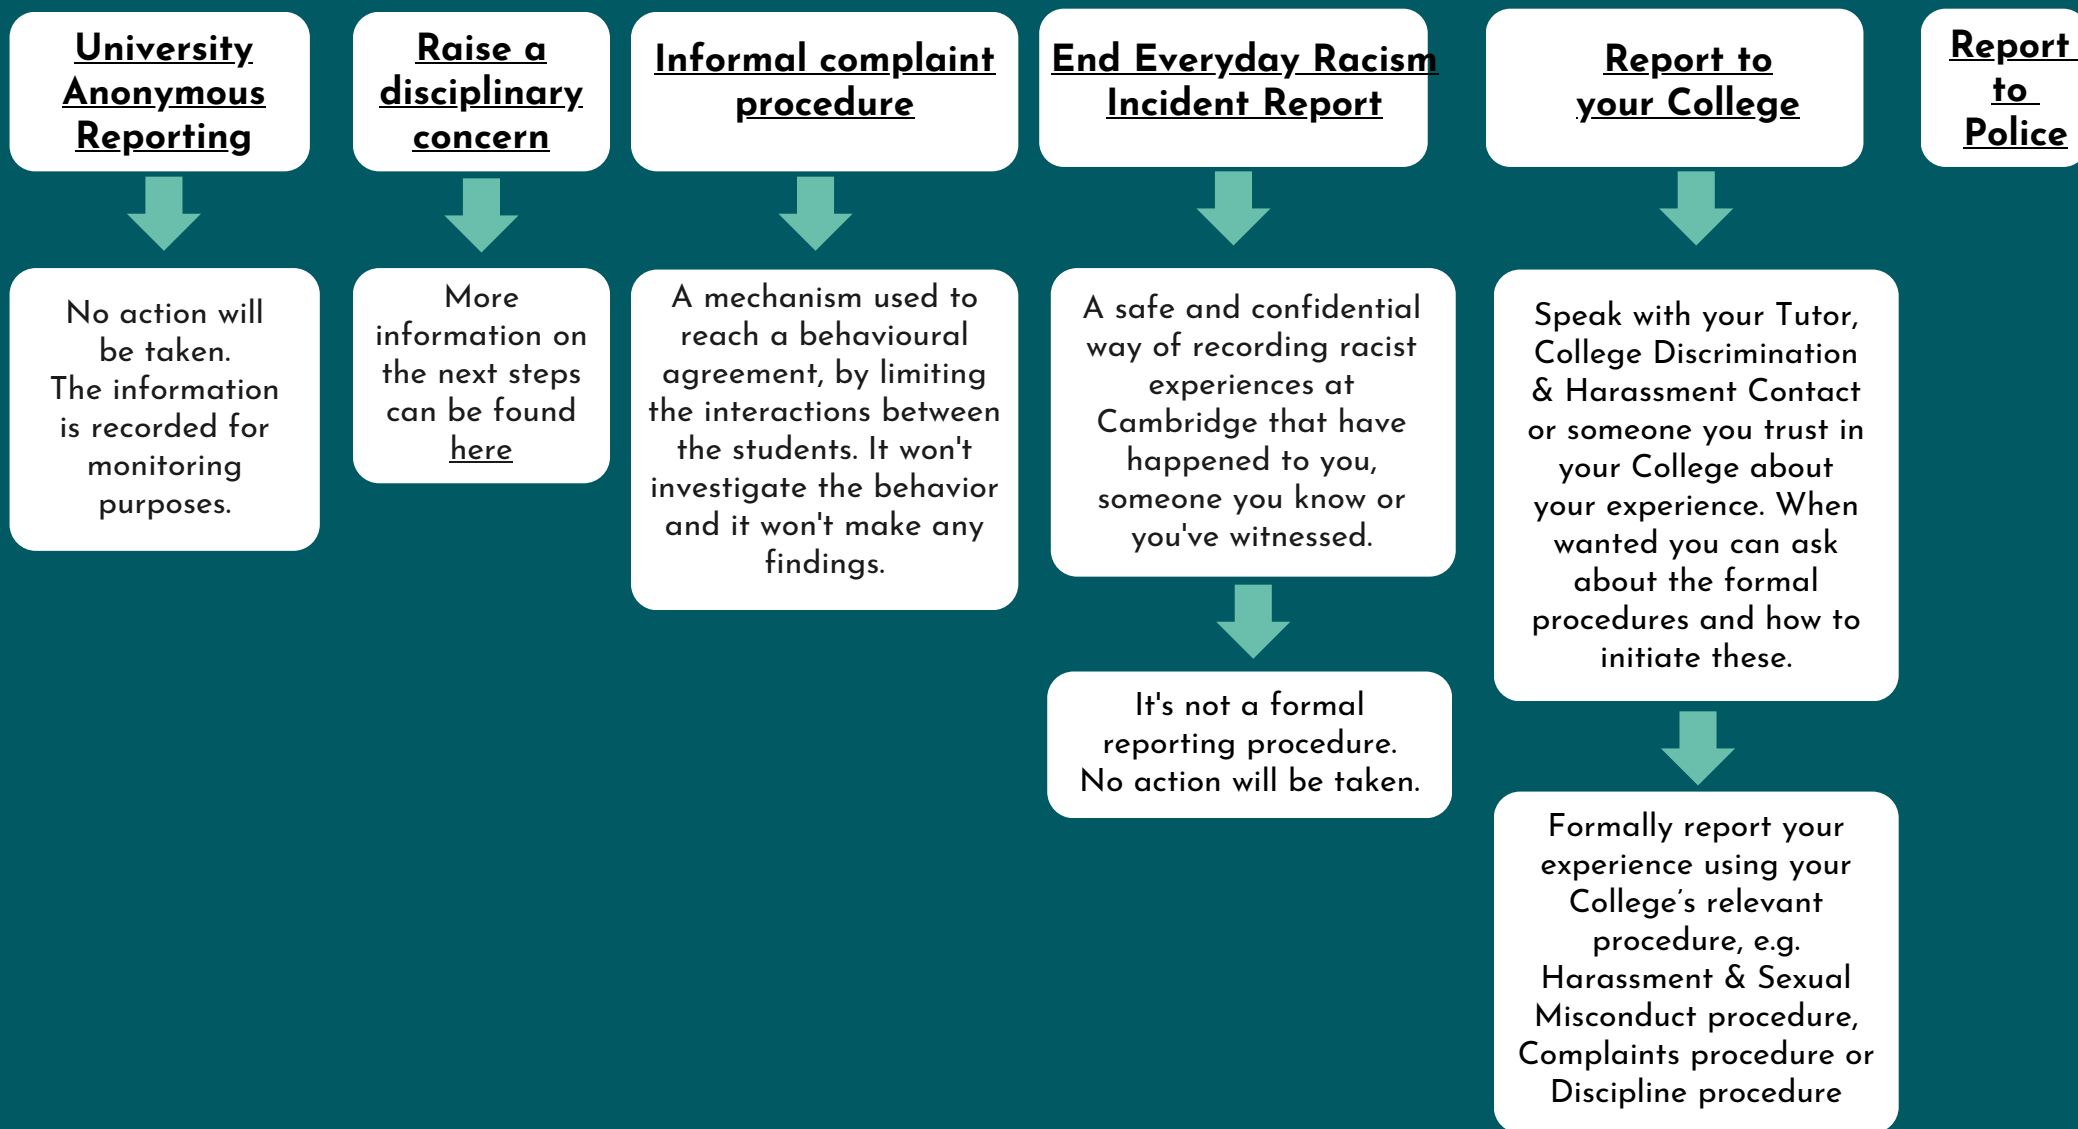 University
Anonymous
Reporting
No action will
be taken.
The information
is recorded for
monitoring
purposes.
Raise a
disciplinary
concern
More
information on
the next steps
can be found
here
Informal complaint
procedure
A mechanism used to
reach a behavioural
agreement, by limiting
the interactions between
the students. It won't
investigate the behavior
and it won't make any
findings.
End Everyday Racism
Incident Report
A safe and confidential
way of recording racist
experiences at
Cambridge that have
happened to you,
someone you know or
you've witnessed.
It's not a formal
reporting procedure.
No action will be taken.
Report to
your College
Speak with your Tutor,
College Discrimination
& Harassment Contact
or someone you trust in
your College about
your experience. When
wanted you can ask
about the formal
procedures and how to
initiate these.
Formally report your
experience using your
College's relevant
procedure, e.g.
Harassment & Sexual
Misconduct procedure,
Complaints procedure or
Discipline procedure
Report
to
Police